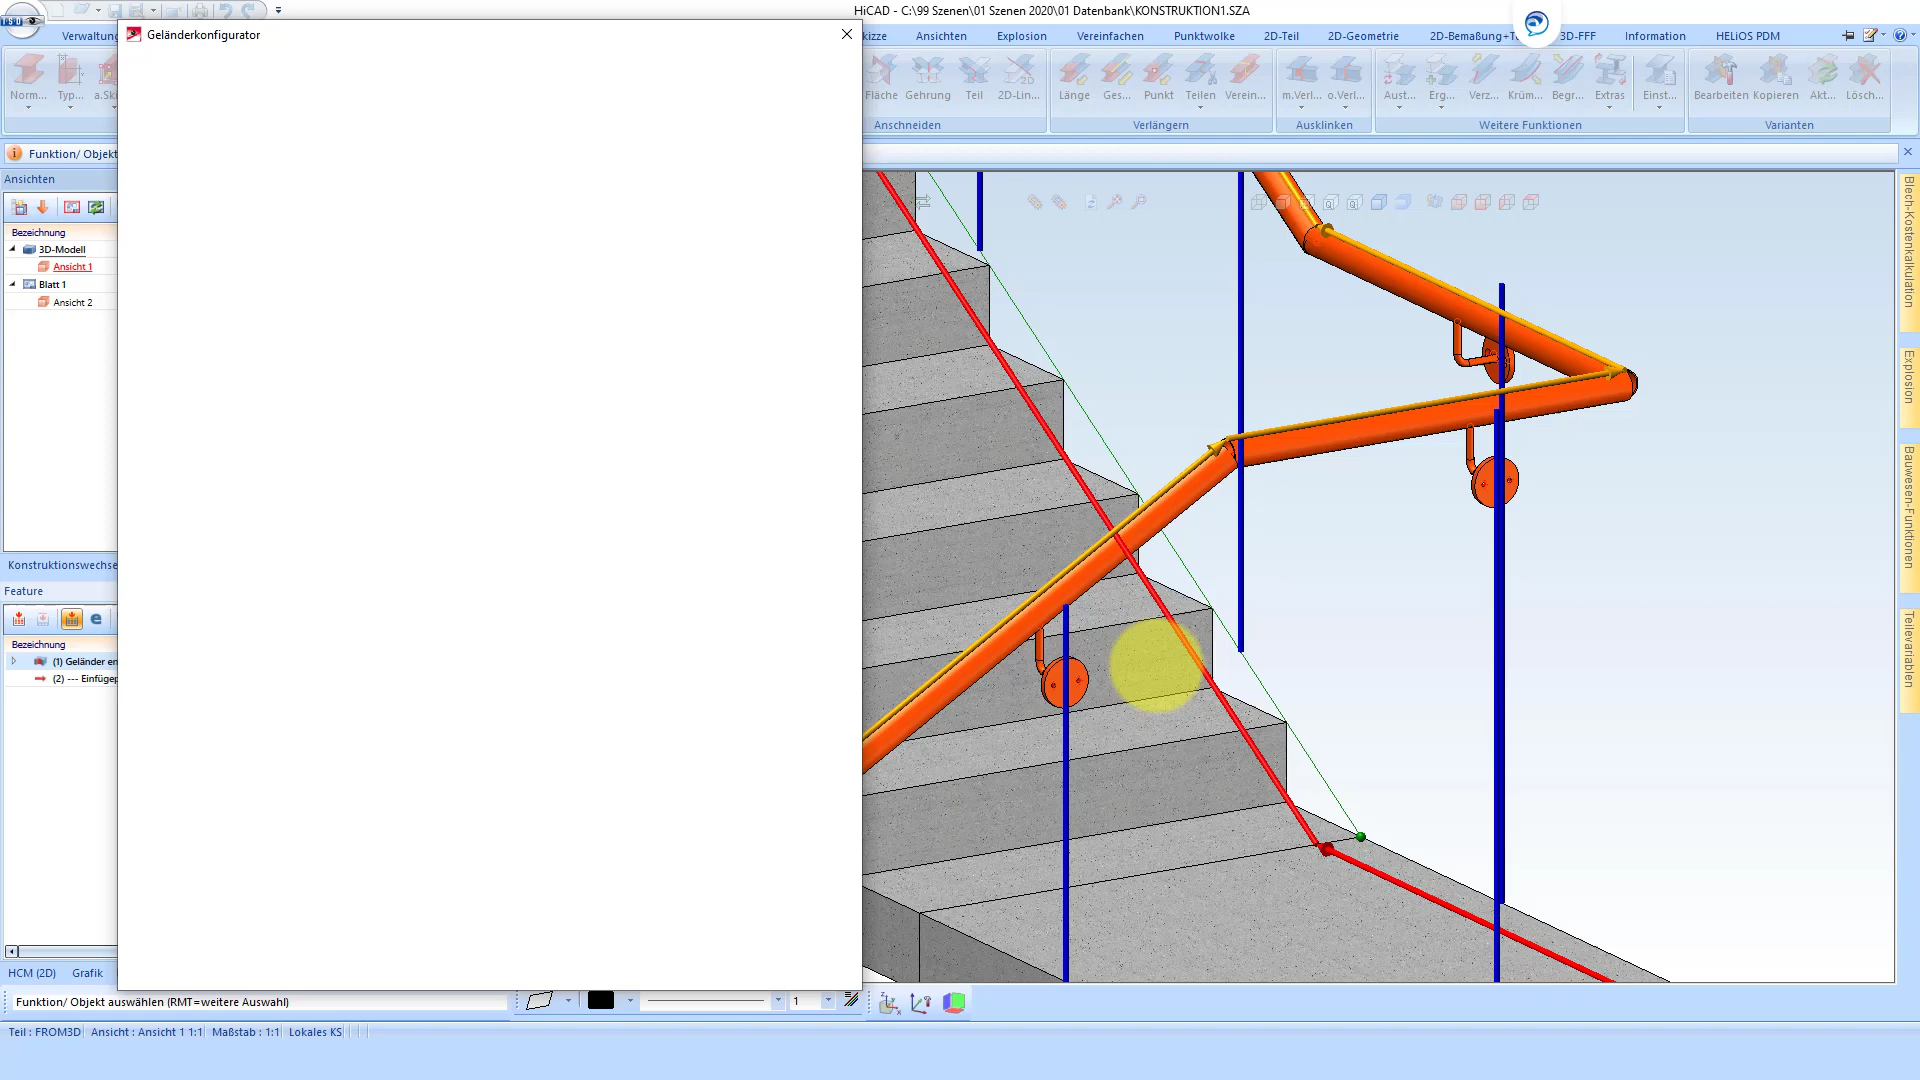 HiCAD - C:\99 Szenen\01 Szenen 2020\01 Datenbank\KONSTRUKTION1.SZA
ISD
Geländerkonfigurator
Verwaltung
kizze
Ansichten
Explosion
Vereinfachen
Punktwolke
2D-Teil
2D-Geometrie
2D-Bemaßung+T
3D-FFF
Information
HELiOS PDM
Norm...
Typ...
a.Ski
Fläche
Gehrung
Teil
2D-Lin...
Länge
Ges...
Punkt
Teilen
Verein...
m.Verl...
o.Verl...
Aust...
Erg...
Verz...
Krüm...
Begr...
Extras
Einst...
Bearbeiten
Kopieren
Akt...
Lösch...
Anschneiden
Verlängern
Ausklinken
Weitere Funktionen
Varianten
Funktion/ Objekt
Ansichten
Bezeichnung
3D-Modell
Ansicht 1
Blatt 1
Ansicht 2
Konstruktionswechse
Feature
Bezeichnung
(1) Geländer en
(2) --- Einfügep
HCM (2D)
Grafik
Blech-Kostenkalkulation
Explosion
Bauwesen-Funktionen
Teilevariablen
Funktion/ Objekt auswählen (RMT=weitere Auswahl)
1
Teil : FROM3D
Ansicht : Ansicht 1 1:1
Maßstab : 1:1
Lokales KS